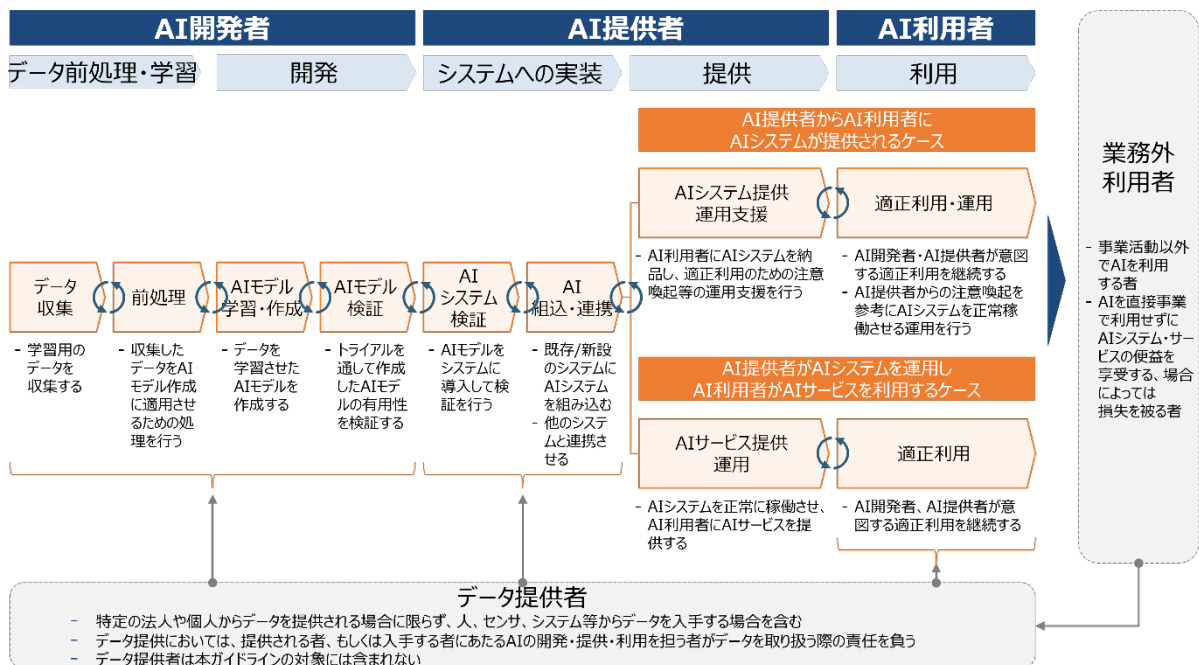 AI開発者
AI提供者
AI利用者
データ前処理・学習
開発
システムへの実装
提供
利用
AI提供者からAI利用者に
AIシステムが提供されるケース
AIシステム提供
運用支援
適正利用・運用
- AI利用者にAIシステムを納
品し、適正利用のための注意
喚起等の運用支援を行う
- AI開発者・AI提供者が意図
する適正利用を継続する
- AI提供者からの注意喚起を
参考にAIシステムを正常稼
働させる運用を行う
データ
収集
前処理
AIモデル
学習・作成
AIモデル
検証
AI
システム
検証
AI
組込・連携
- 学習用の
データを
収集する
- 収集した
データをAI
モデル作成
に適用させ
るための処
理を行う
- データを
学習させた
AIモデルを
作成する
- トライアルを
通して作成
したAIモデ
ルの有用性
を検証する
- AIモデルを
システムに
導入して検
証を行う
- 既存/新設
のシステムに
AIシステム
を組み込む
- 他のシステ
ムと連携さ
せる
AI提供者がAIシステムを運用し
AI利用者がAIサービスを利用するケース
AIサービス提供
運用
適正利用
- AIシステムを正常に稼働させ、
AI利用者にAIサービスを提
供する
- AI開発者、AI提供者が意
図する適正利用を継続する
業務外
利用者
- 事業活動以外
でAIを利用
する者
- AIを直接事業
で利用せずに
AIシステム・サー
ビスの便益を
享受する、場合
によっては
損失を被る者
データ提供者
- 特定の法人や個人からデータを提供される場合に限らず、人、センサ、システム等からデータを入手する場合を含む
- データ提供においては、提供される者、もしくは入手する者にあたるAIの開発・提供・利用を担う者がデータを取り扱う際の責任を負う
- データ提供者は本ガイドラインの対象には含まれない